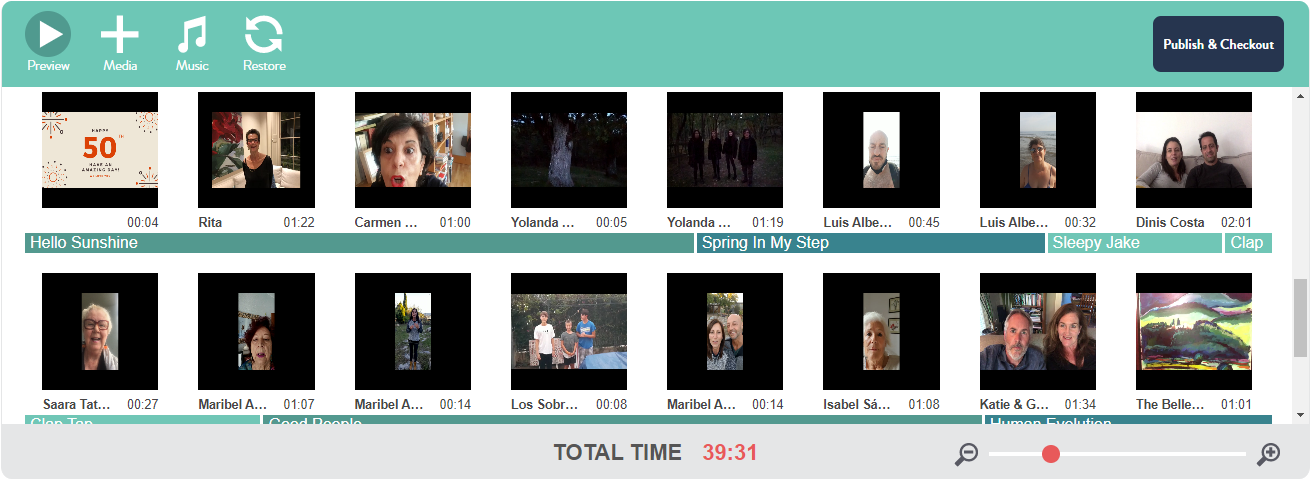 Preview
Media
Music
Restore
Publish & Checkout
HAPPY
50TH
HAVE AN
AMAZING DAY!
00:04
Rita 01:22
Carmen ... 01:00
Yolanda ... 00:05
Yolanda ... 01:19
Luis Albe... 00:45
Luis Albe... 00:32
Dinis Costa 02:01
Hello Sunshine
Spring In My Step
Sleepy Jake
Clap
Saara Tat... 00:27
Maribel A... 01:07
Maribel A... 00:14
Los Sobr... 00:08
Maribel A... 00:14
Isabel Sá... 01:08
Katie & G... 01:34
The Belle... 01:01
Clap Tap
Good People
Human Evolution
TOTAL TIME 39:31